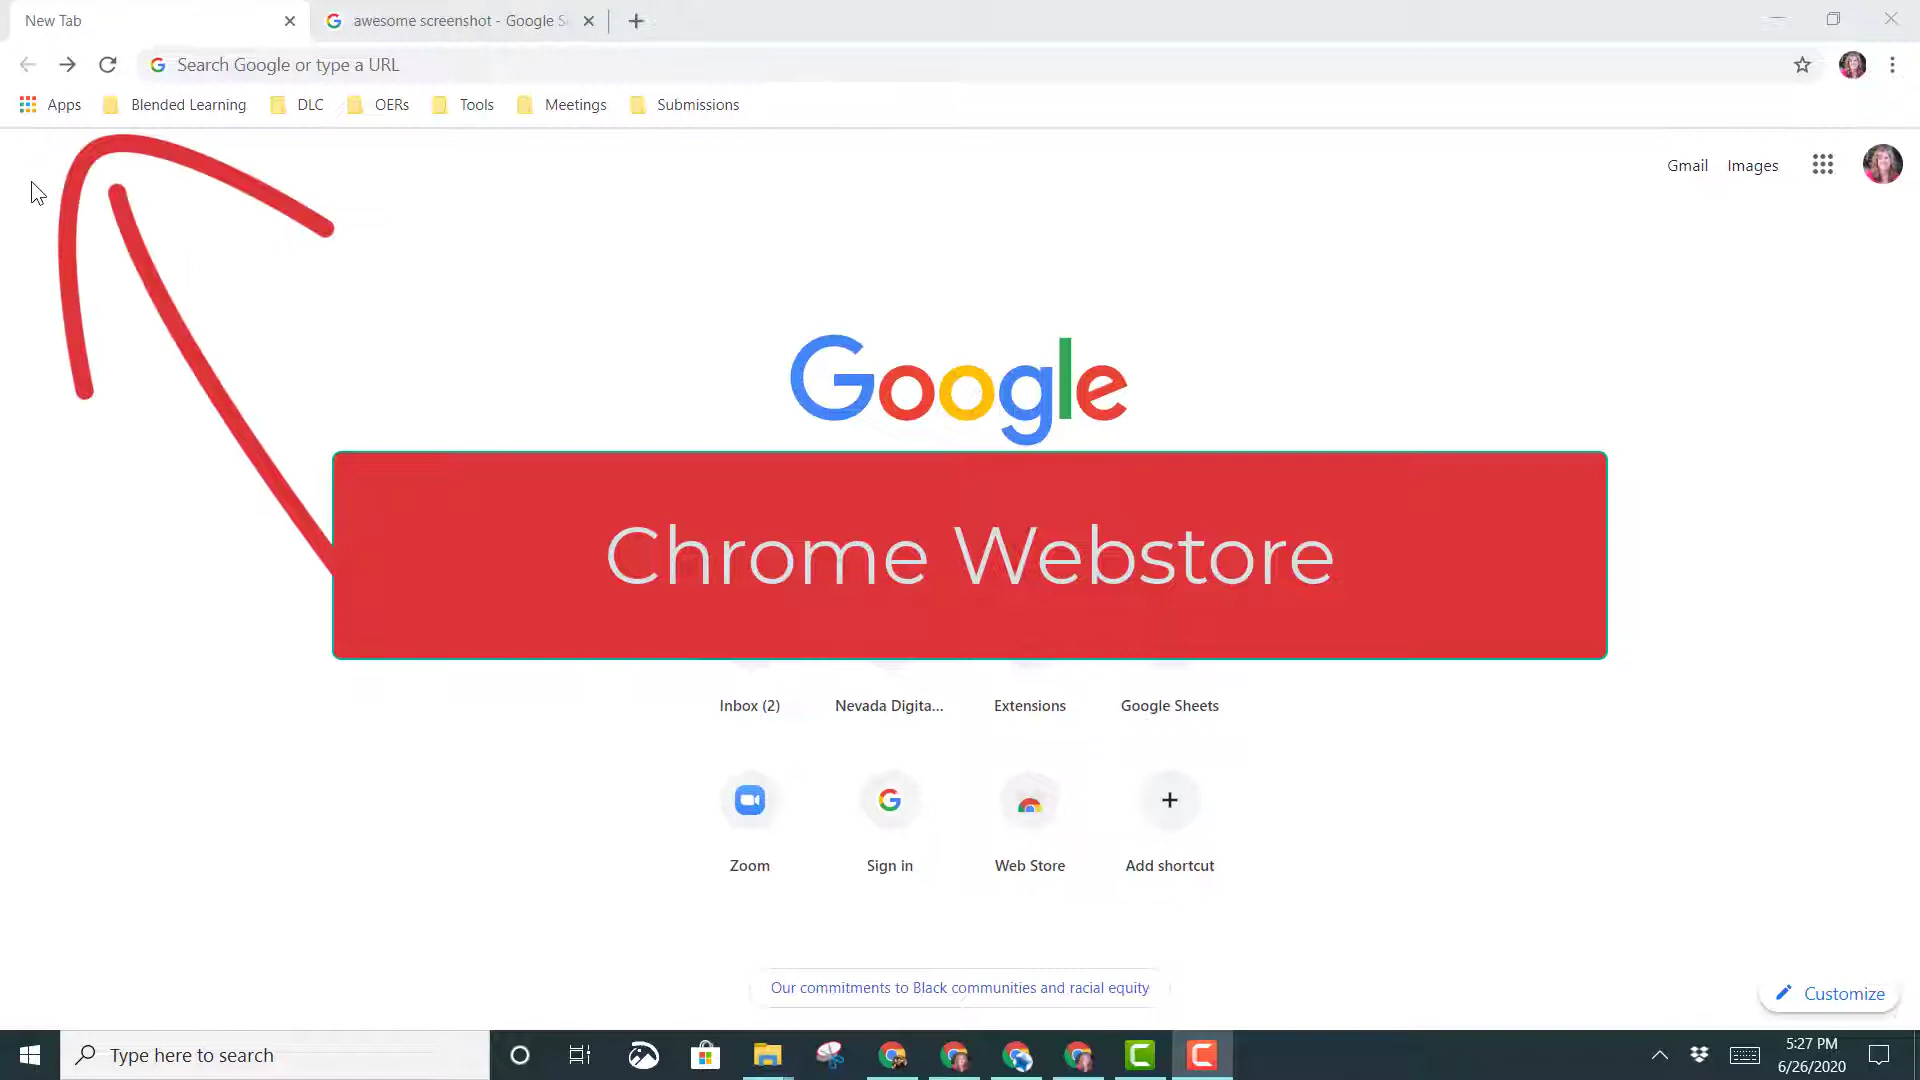 New Tab
awesome screenshot - Google S
Search Google or type a URL
Apps Blended Learning DLC OERs Tools Meetings Submissions
Gmail Images
Google
Chrome Webstore
Inbox (2) Nevada Digita... Extensions Google Sheets
Zoom Sign in Web Store Add shortcut
Our commitments to Black communities and racial equity
Customize
Type here to search
5:27 PM
6/26/2020